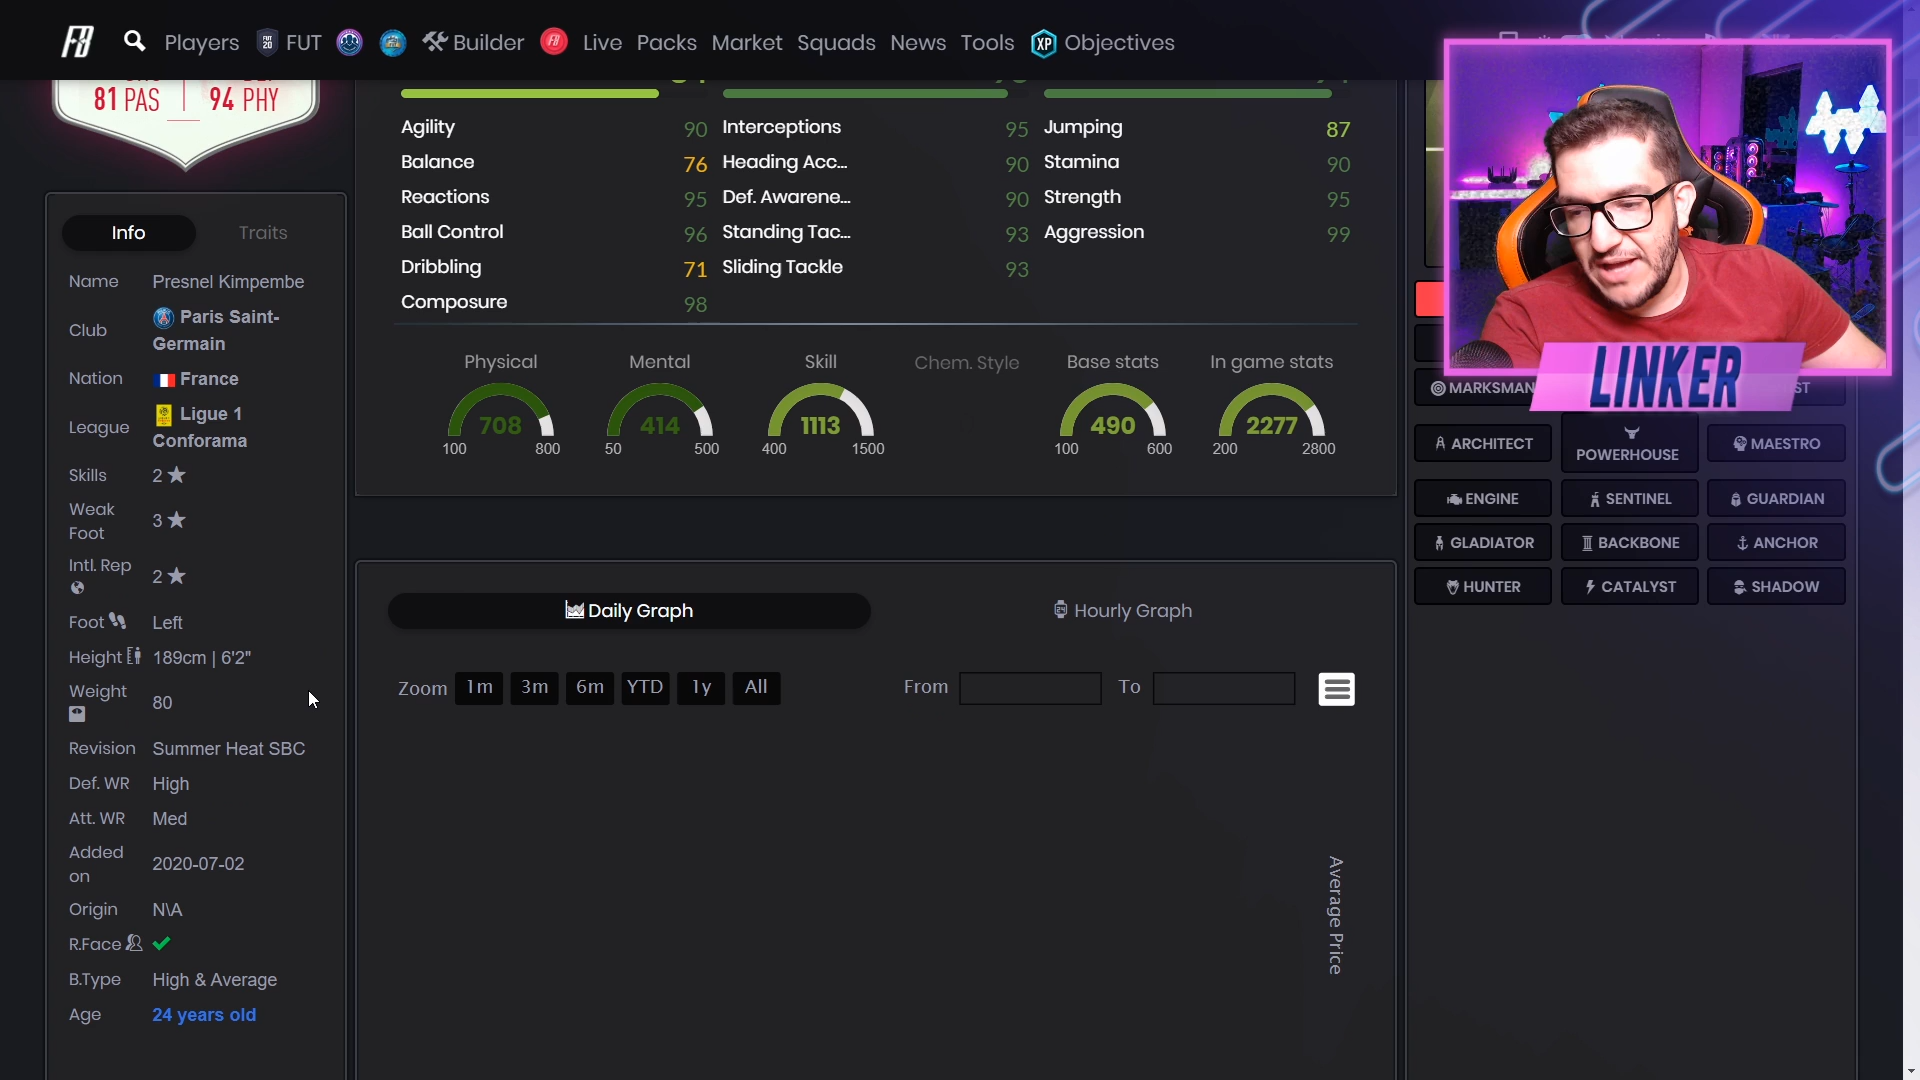 Players FUT Builder Live Packs Market Squads News Tools XP Objectives
81 PAS 94 PHY
Info Traits
Name Presnel Kimpembe
Club Paris Saint-
Germain
Nation France
League Ligue 1
Conforama
Skills 2
Weak
Foot 3
Intl. Rep 2
Foot Left
Height 189cm | 6'2"
Weight 80
Revision Summer Heat SBC
Def. WR High
Att. WR Med
Added
on 2020-07-02
Origin N\A
R.Face
B.Type High & Average
Age 24 years old
Agility 90 Interceptions 95 Jumping 87
Balance 76 Heading Acc... 90 Stamina 90
Reactions 95 Def. Awarene... 90 Strength 95
Ball Control 96 Standing Tac... 93 Aggression 99
Dribbling 71 Sliding Tackle 93
Composure 98
Physical Mental Skill Chem. Style Base stats In game stats
708 414 1113 490 2277
100 800 50 500 400 1500 100 600 200 2800
Daily Graph Hourly Graph
Zoom 1m 3m 6m YTD 1y All From To
Average Price
LINKER
MARKSMAN
ARCHITECT POWERHOUSE MAESTRO
ENGINE SENTINEL GUARDIAN
GLADIATOR BACKBONE ANCHOR
HUNTER CATALYST SHADOW